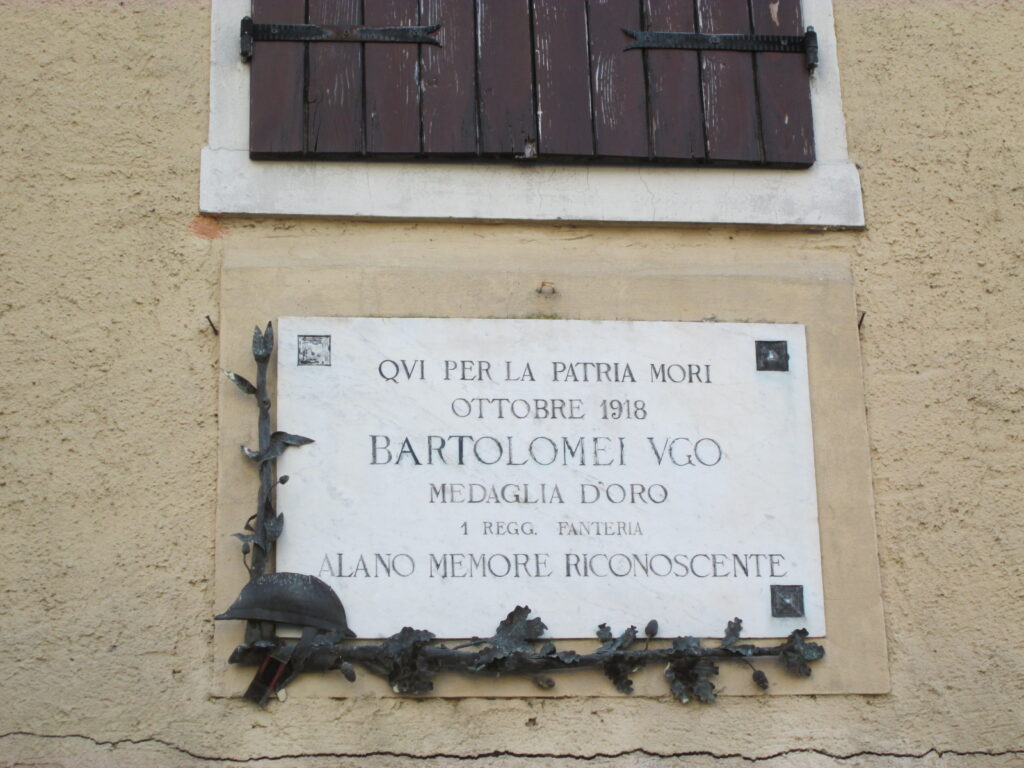 QVI PER LA PATRIA MORI
OTTOBRE 1918
BARTOLOMEI VGO
MEDAGLIA D'ORO
1 REGG. FANTERIA
ALANO MEMORE RICONOSCENTE